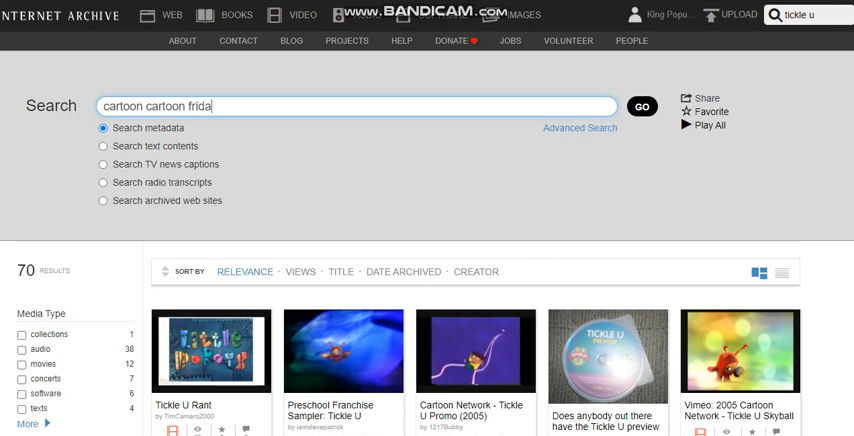 INTERNET ARCHIVE WEB BOOKS VIDEO AUDIO SOFTWARE IMAGES King Popu... UPLOAD tickle u
www.BANDICAM.com
ABOUT CONTACT BLOG PROJECTS HELP DONATE JOBS VOLUNTEER PEOPLE
Search cartoon cartoon frida GO
Search metadata Advanced Search
Search text contents
Search TV news captions
Search radio transcripts
Search archived web sites
Share
Favorite
Play All
70 RESULTS
SORT BY RELEVANCE · VIEWS · TITLE · DATE ARCHIVED · CREATOR
Media Type
collections 1
audio 38
movies 12
concerts 7
software 6
texts 4
More
Tickle U Rant
by TimCamaro2000
Preschool Franchise
Sampler: Tickle U
by iamstevepatrick
Cartoon Network - Tickle
U Promo (2005)
by 1217Bubby
TICKLE U
PREVIEW
Does anybody out there
have the Tickle U preview
Vimeo: 2005 Cartoon
Network - Tickle U Skyball